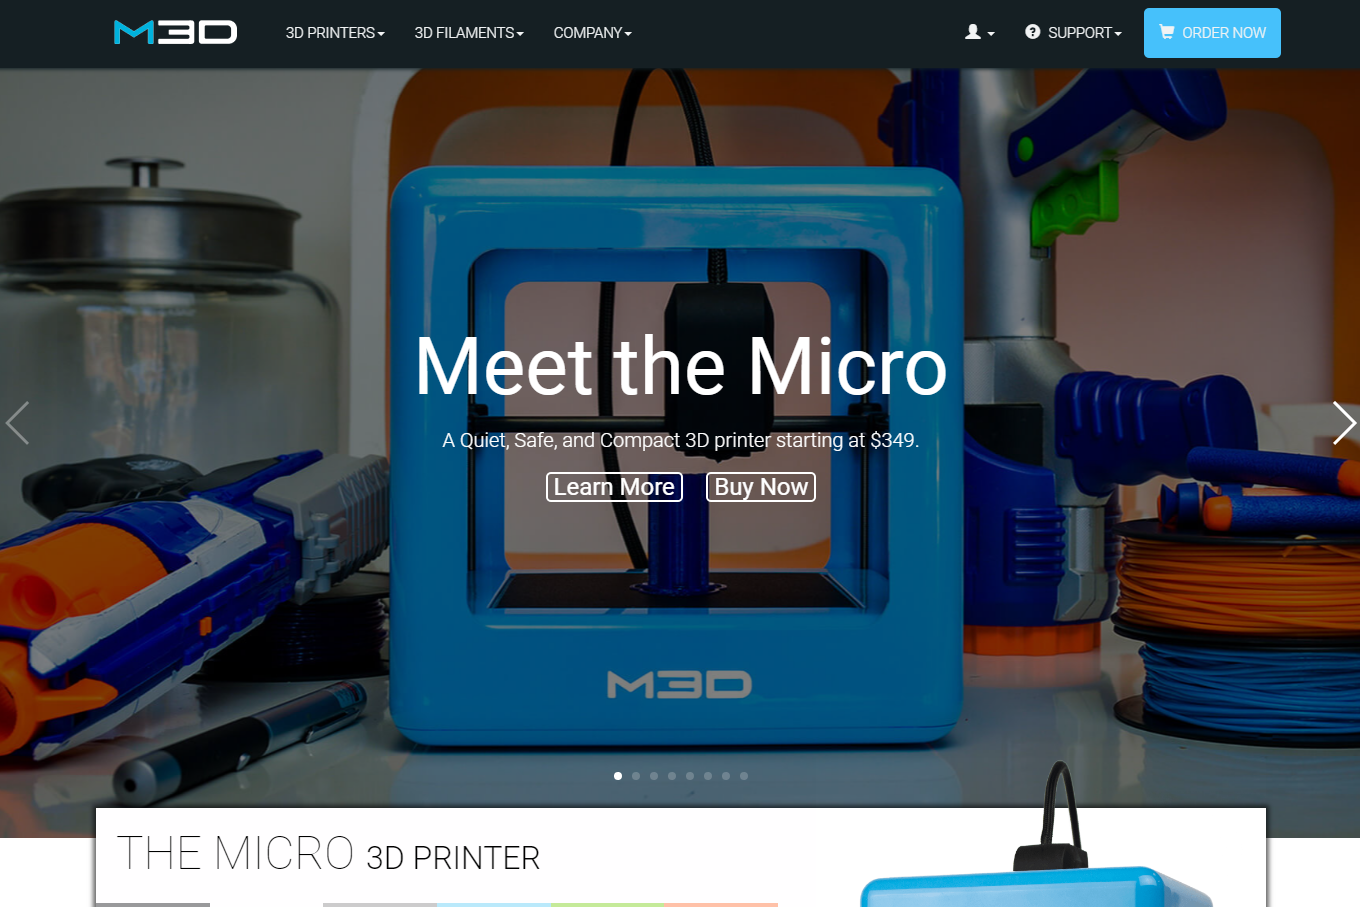 M3D
3D PRINTERS
3D FILAMENTS
COMPANY
SUPPORT
ORDER NOW
Meet the Micro
A Quiet, Safe, and Compact 3D printer starting at $349.
Learn More
Buy Now
M3D
THE MICRO 3D PRINTER